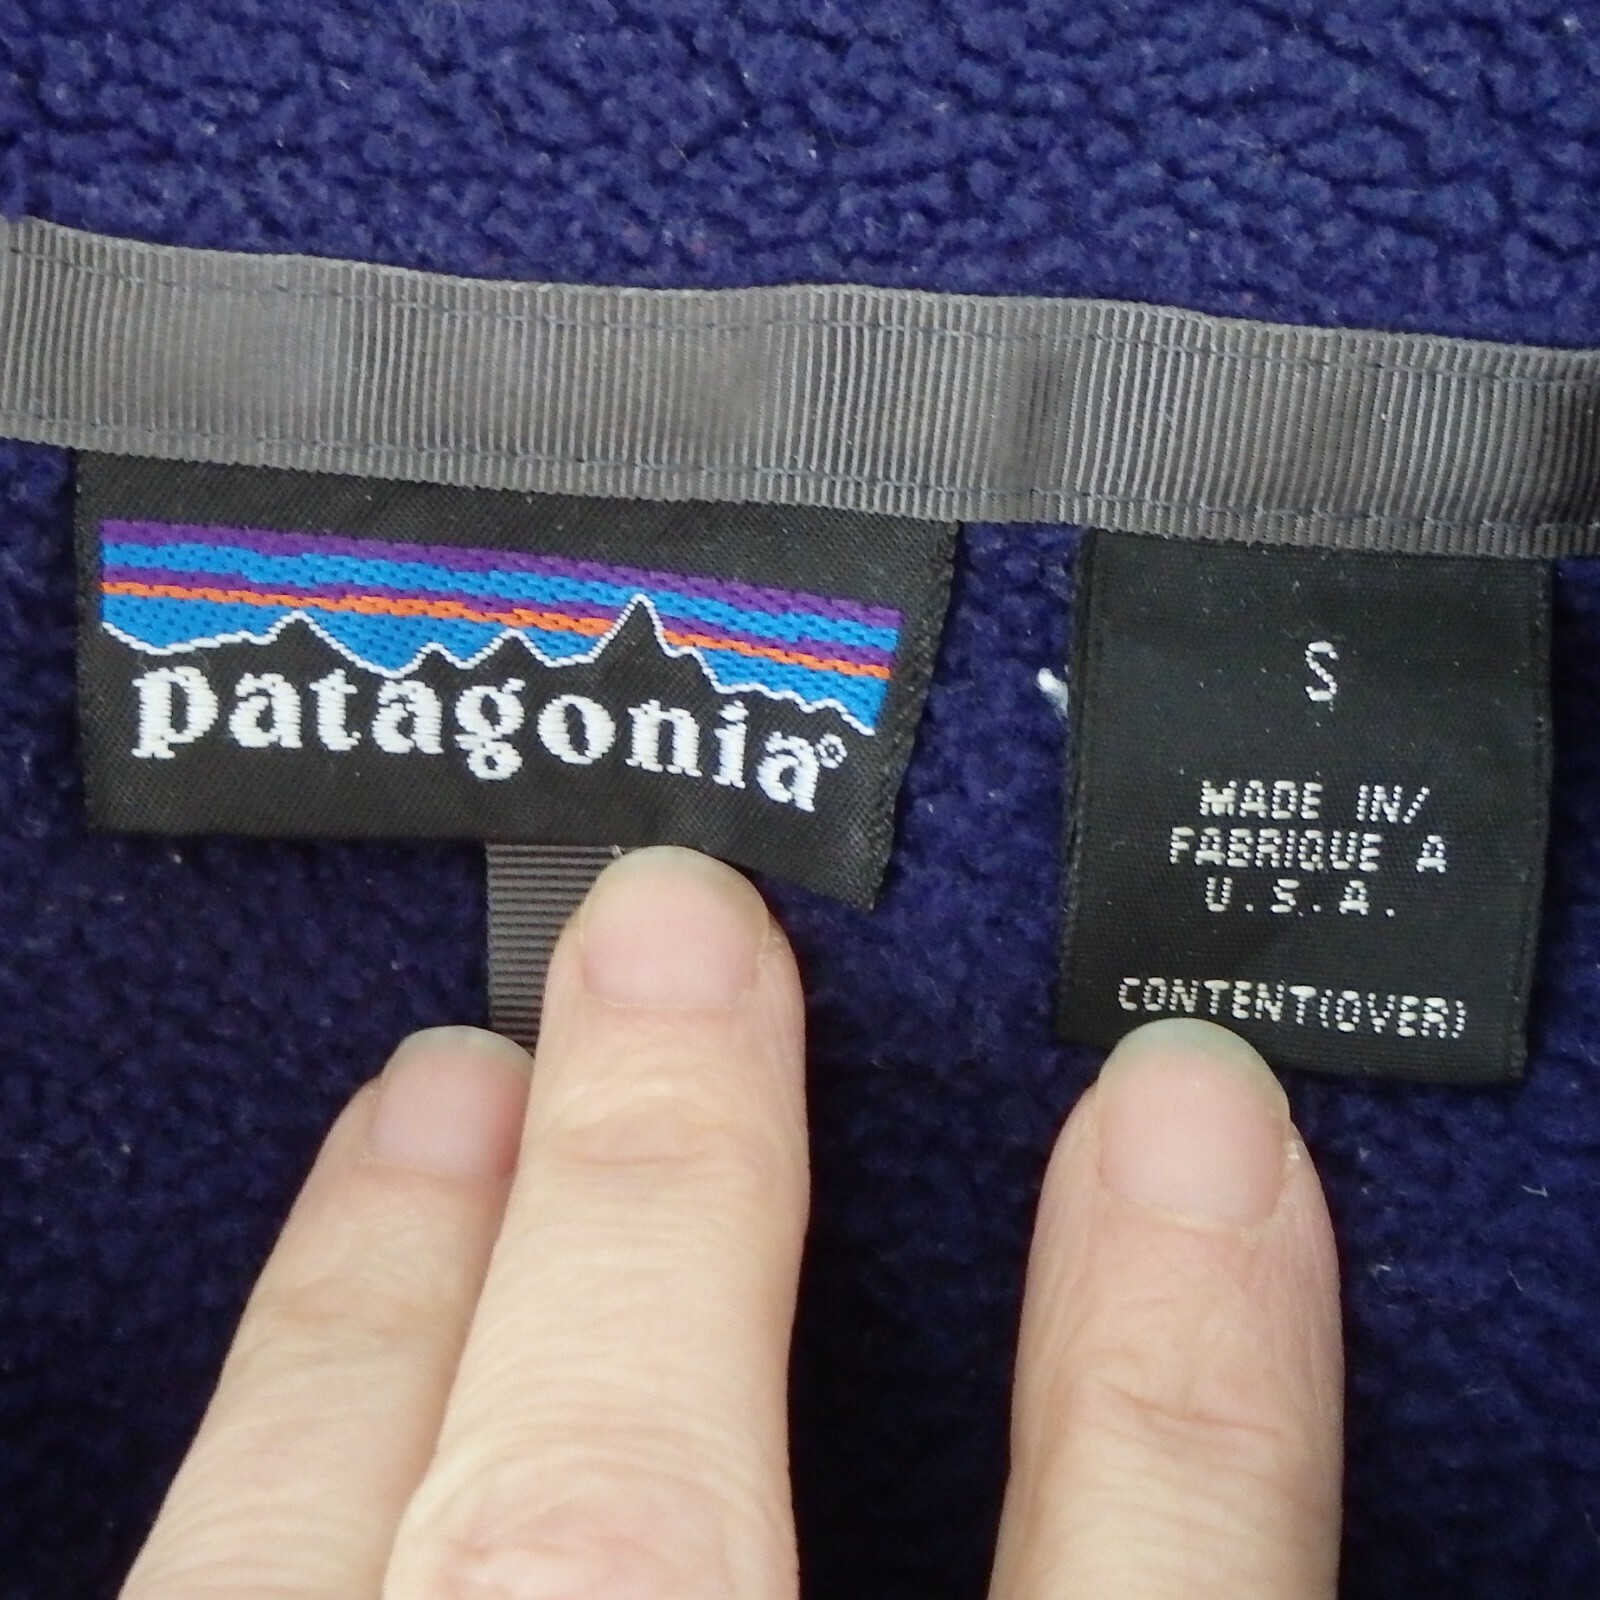 patagonia®
S
MADE IN/
FABRIQUE A
U.S.A.
CONTENT(OVER)